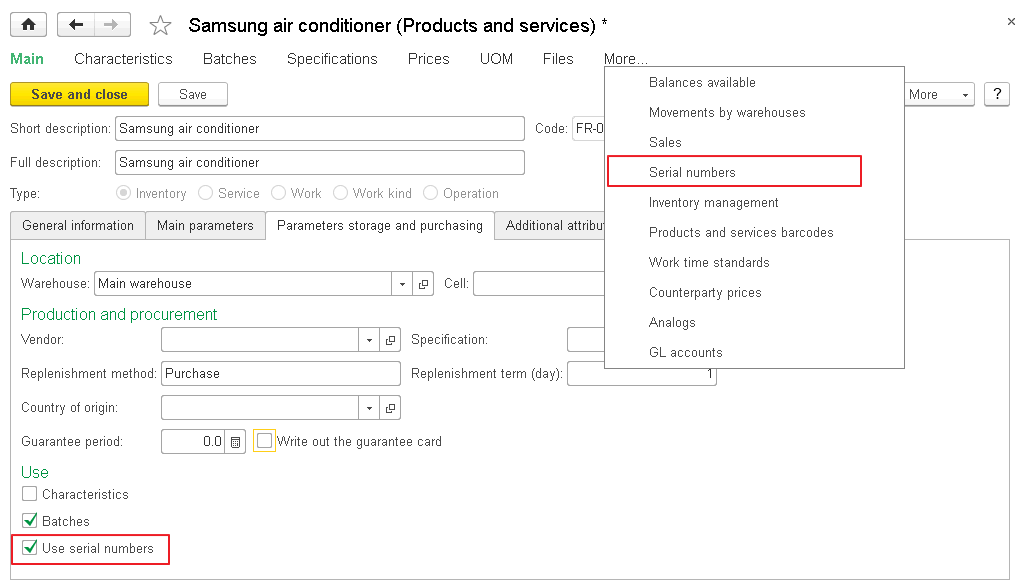 Samsung air conditioner (Products and services) *
Main Characteristics Batches Specifications Prices UOM Files More...
Save and close Save More ?
Balances available
Movements by warehouses
Sales
Serial numbers
Inventory management
Products and services barcodes
Work time standards
Counterparty prices
Analogs
GL accounts
Short description: Samsung air conditioner Code: FR-0
Full description: Samsung air conditioner
Type: Inventory Service Work Work kind Operation
General information Main parameters Parameters storage and purchasing Additional attribu
Location
Warehouse: Main warehouse Cell:
Production and procurement
Vendor: Specification:
Replenishment method: Purchase Replenishment term (day): 1
Country of origin:
Guarantee period: 0.0 Write out the guarantee card
Use
Characteristics
Batches
Use serial numbers